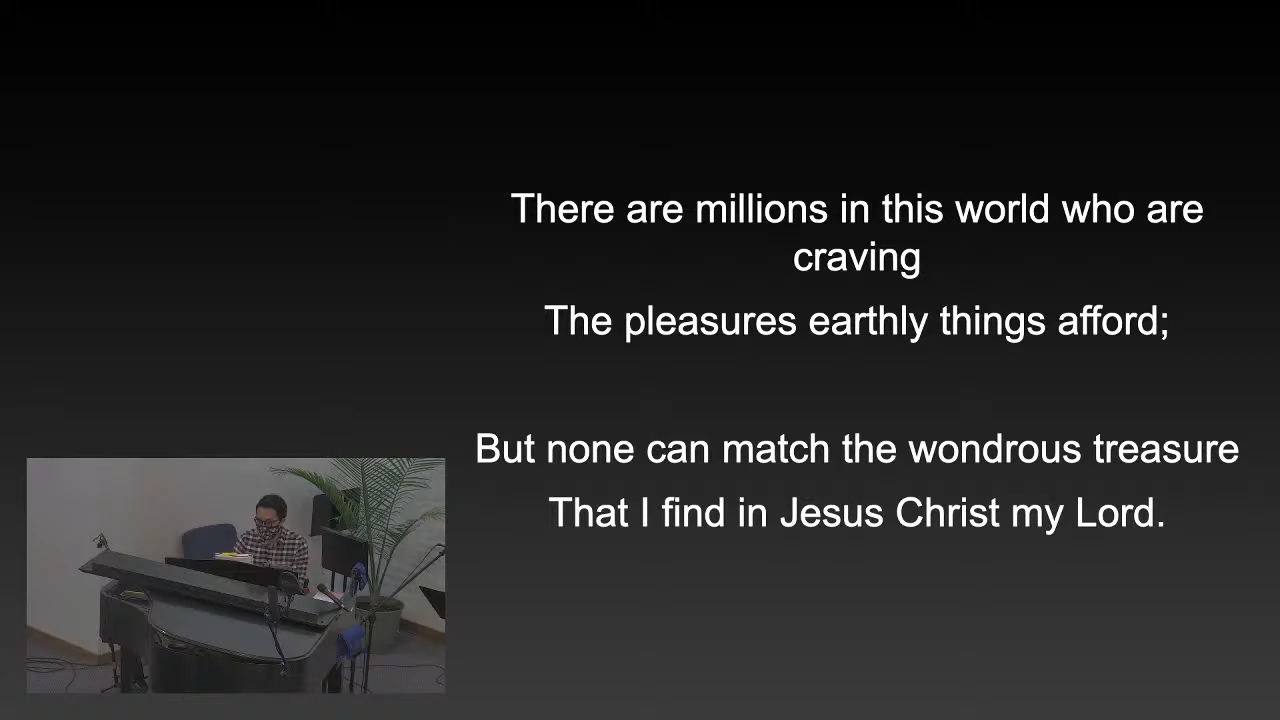 There are millions in this world who are
craving
The pleasures earthly things afford;
But none can match the wondrous treasure
That I find in Jesus Christ my Lord.